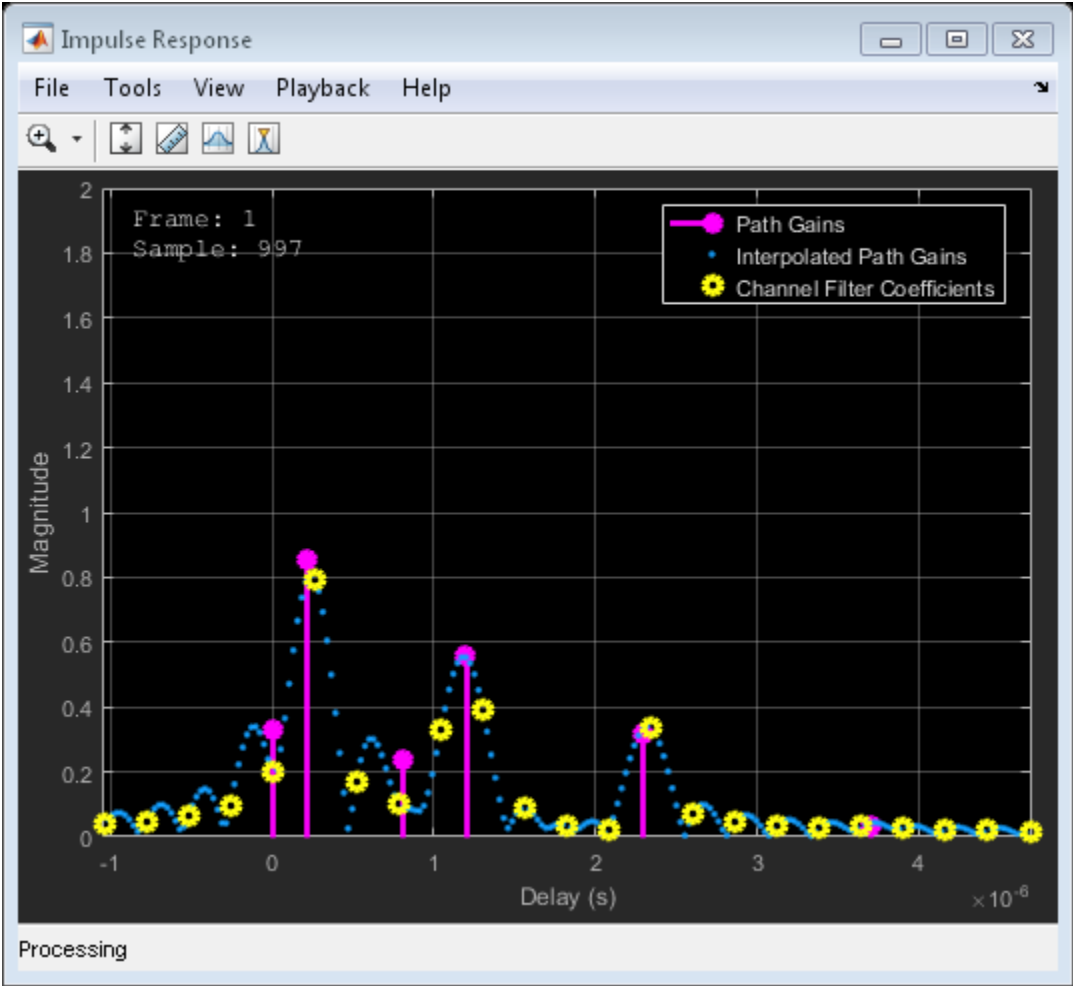 Impulse Response
File Tools View Playback Help
Frame: 1
Sample: 997
Path Gains
Interpolated Path Gains
Channel Filter Coefficients
2
1.8
1.6
1.4
1.2
1
0.8
0.6
0.4
0.2
0
Magnitude
-1 0 1 2 3 4
Delay (s)
×10-6
Processing